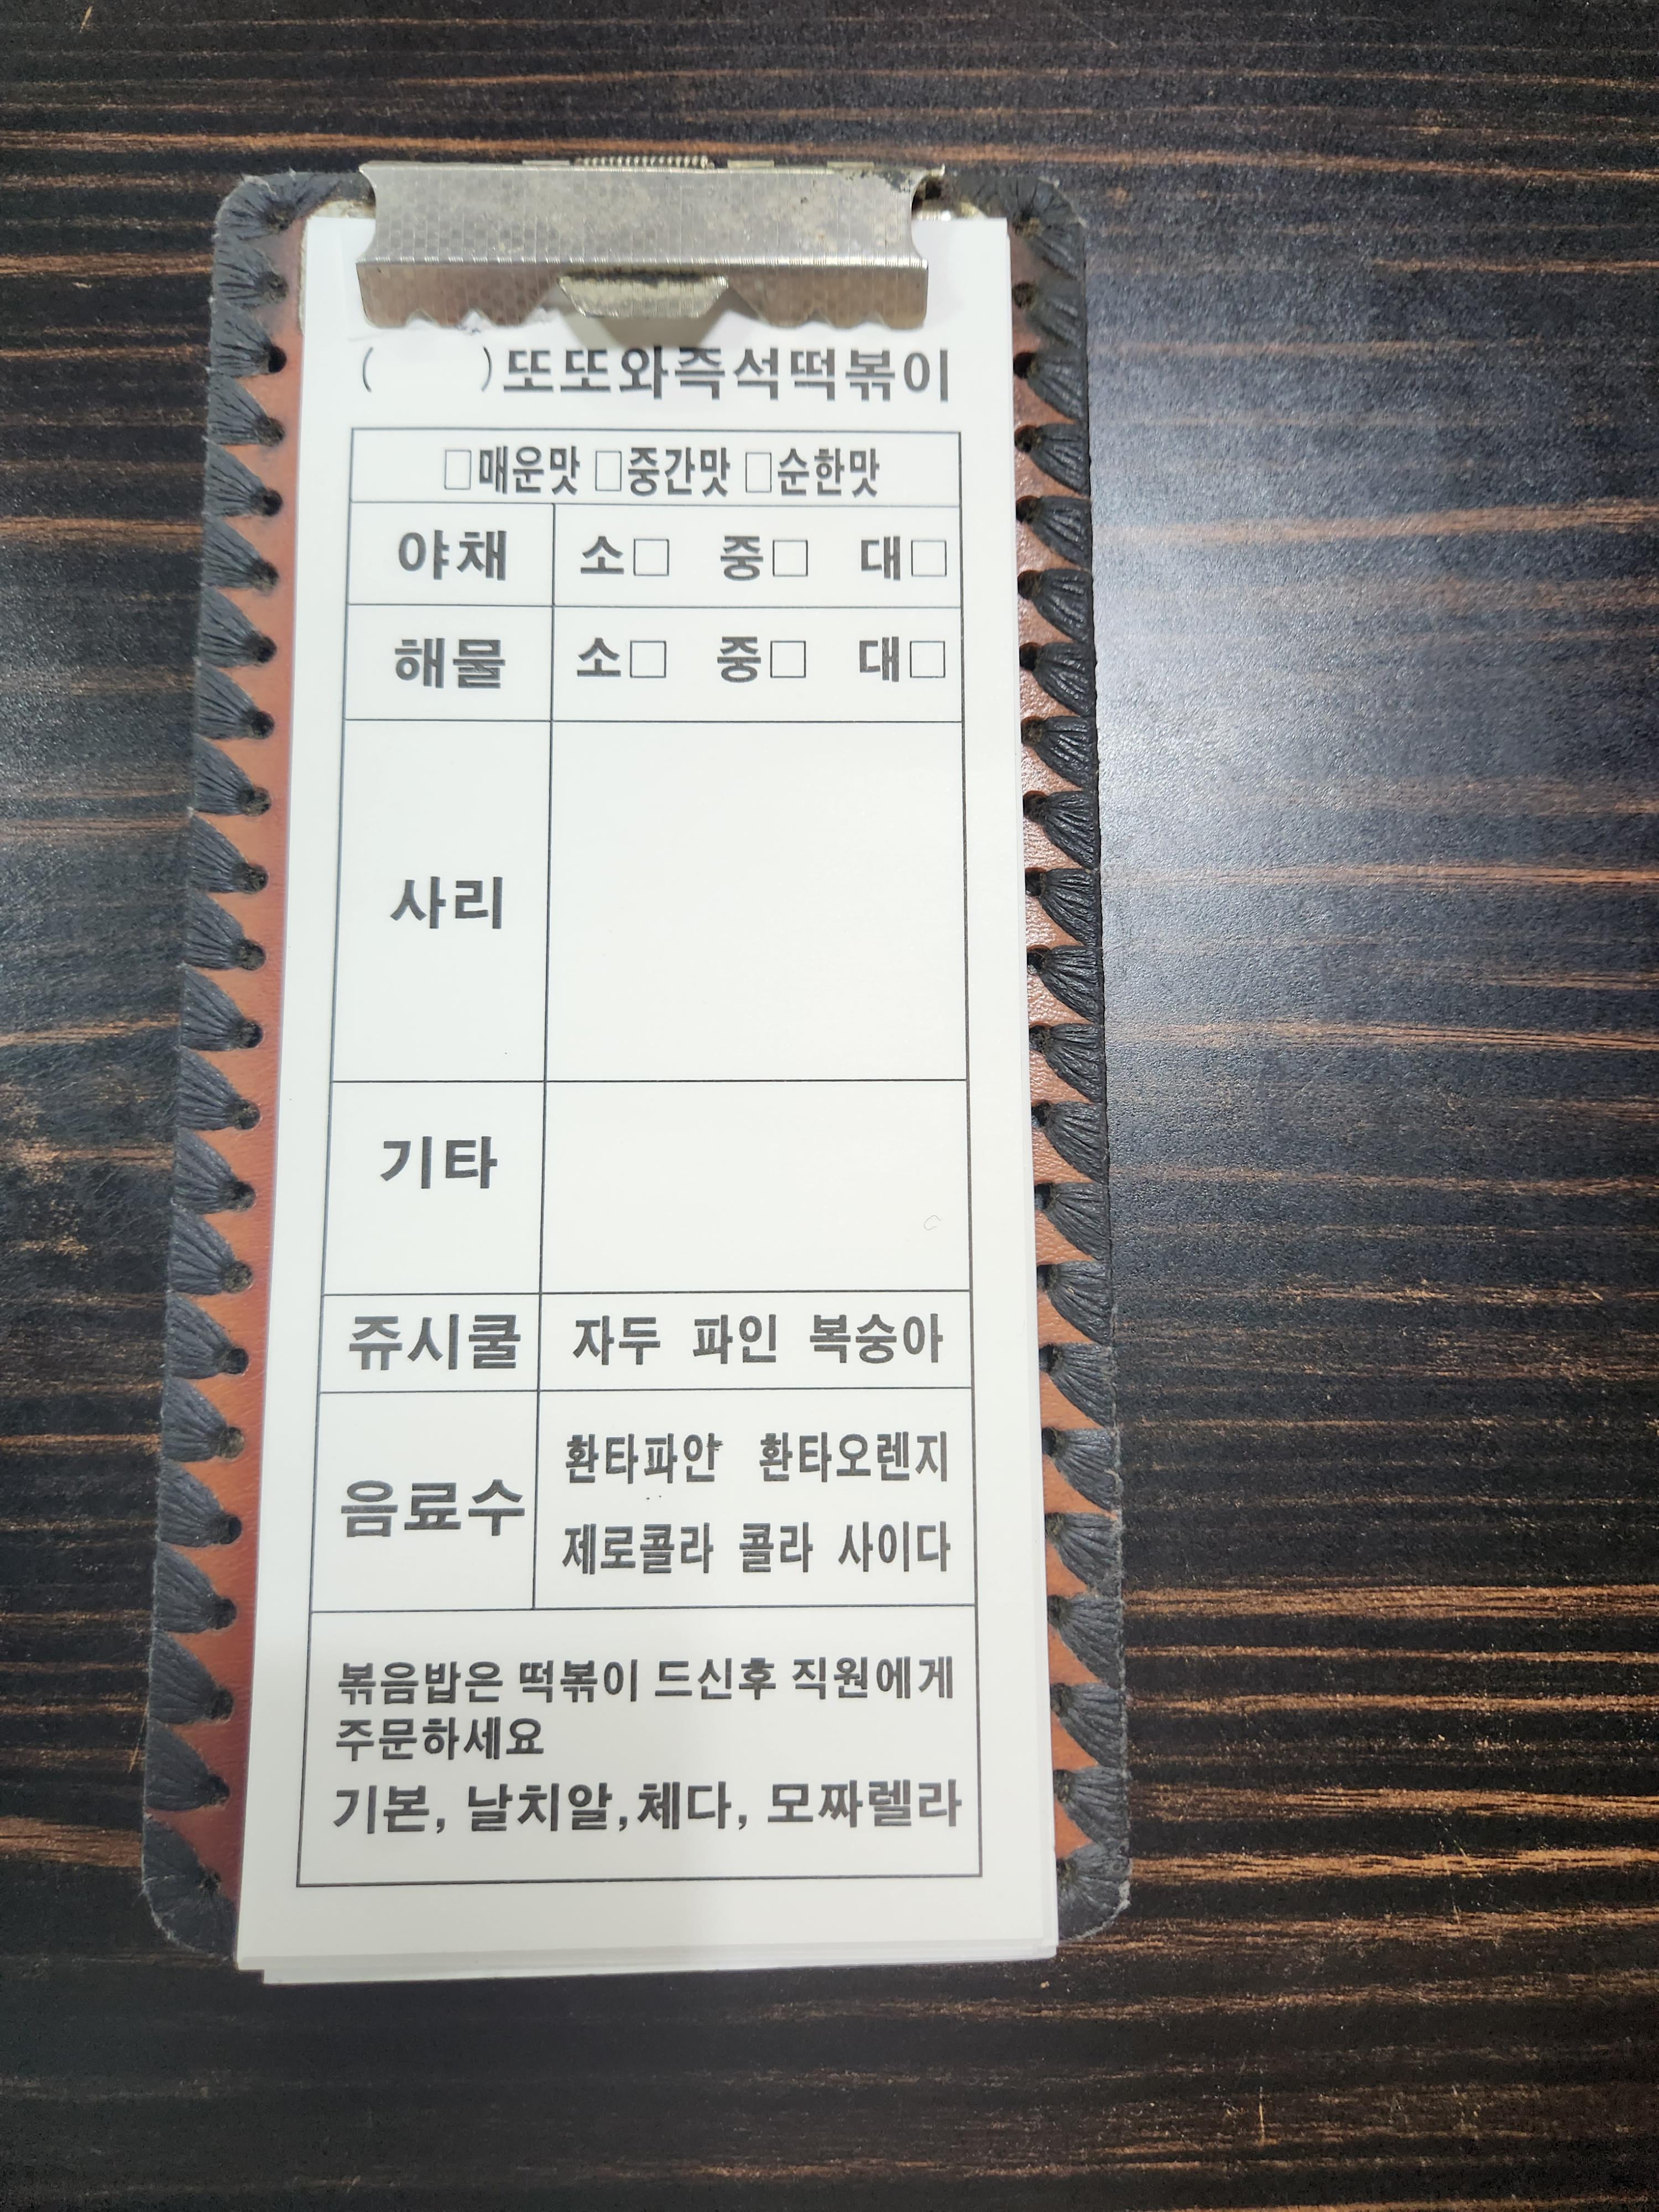 ( )또또와즉석떡볶이
□매운맛 □중간맛 □순한맛
야채 소□ 중□ 대□
해물 소□ 중□ 대□
사리
기타
쥬시쿨 자두 파인 복숭아
음료수
환타파인 환타오렌지
제로콜라 콜라 사이다
볶음밥은 떡볶이 드신후 직원에게
주문하세요
기본, 날치알,체다, 모짜렐라